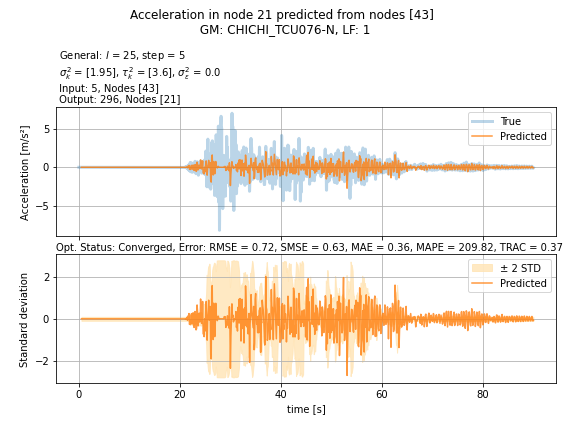 Acceleration in node 21 predicted from nodes [43]
GM: CHICHI_TCU076-N, LF: 1
General: l = 25, step = 5
σ²ₖ = [1.95], τ²ₖ = [3.6], σ²ε = 0.0
Input: 5, Nodes [43]
Output: 296, Nodes [21]
True
Predicted
Acceleration [m/s²]
5
0
−5
Opt. Status: Converged, Error: RMSE = 0.72, SMSE = 0.63, MAE = 0.36, MAPE = 209.82, TRAC = 0.37
± 2 STD
Predicted
Standard deviation
2
0
−2
0 20 40 60 80
time [s]